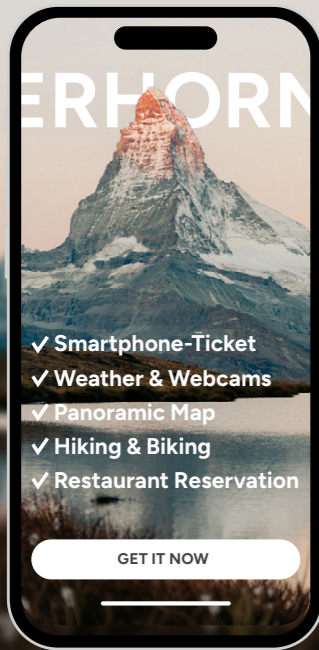 ERHORN
Smartphone-Ticket
Weather & Webcams
Panoramic Map
Hiking & Biking
Restaurant Reservation
GET IT NOW